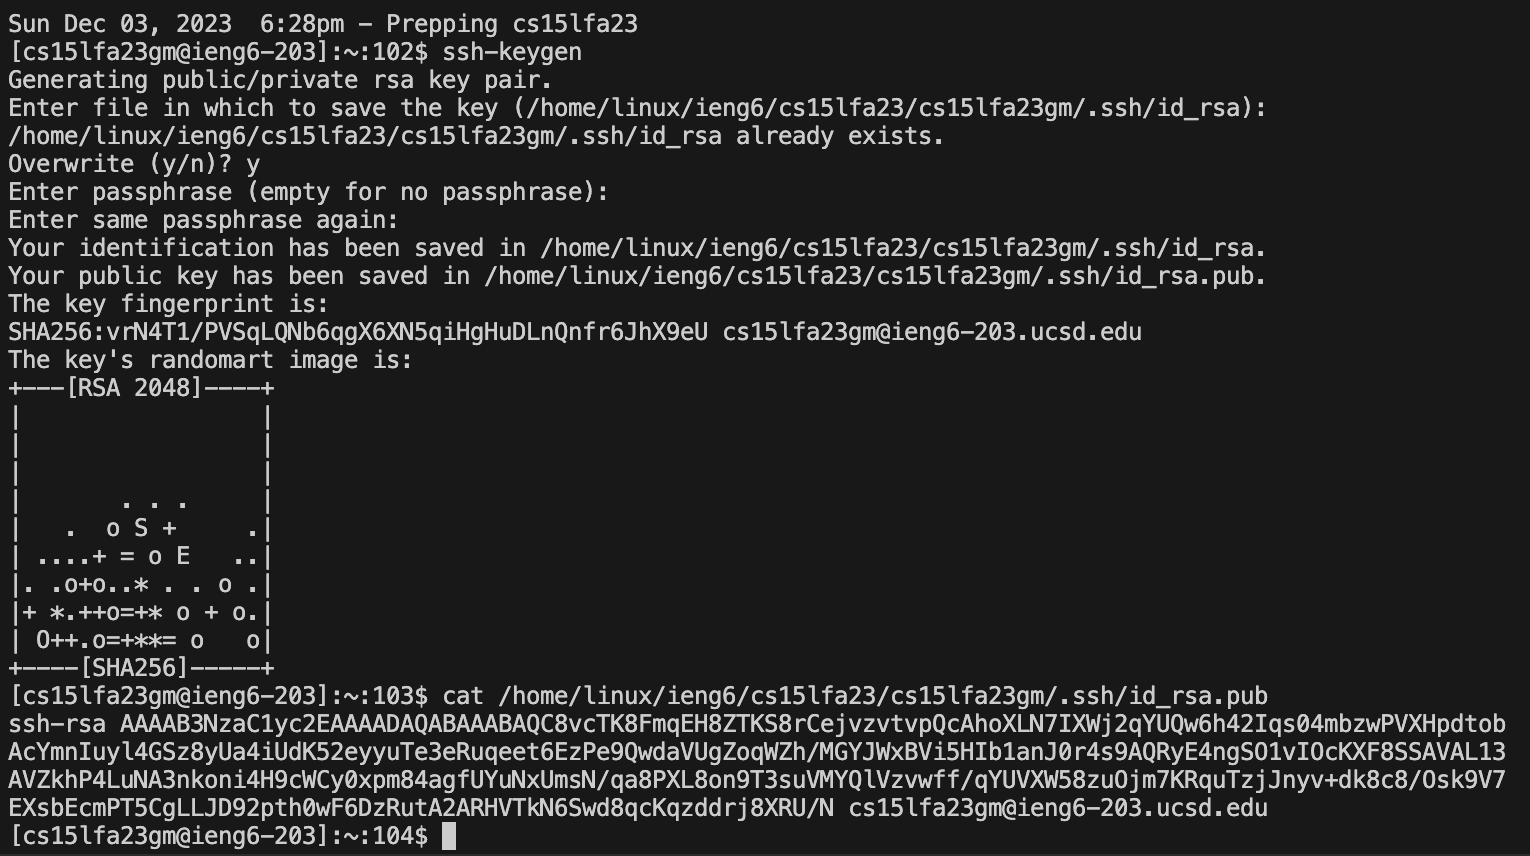 Sun Dec 03, 2023  6:28pm - Prepping cs15lfa23
[cs15lfa23gm@ieng6-203]:~:102$ ssh-keygen
Generating public/private rsa key pair.
Enter file in which to save the key (/home/linux/ieng6/cs15lfa23/cs15lfa23gm/.ssh/id_rsa):
/home/linux/ieng6/cs15lfa23/cs15lfa23gm/.ssh/id_rsa already exists.
Overwrite (y/n)? y
Enter passphrase (empty for no passphrase):
Enter same passphrase again:
Your identification has been saved in /home/linux/ieng6/cs15lfa23/cs15lfa23gm/.ssh/id_rsa.
Your public key has been saved in /home/linux/ieng6/cs15lfa23/cs15lfa23gm/.ssh/id_rsa.pub.
The key fingerprint is:
SHA256:vrN4T1/PVSqLQNb6qgX6XN5qiHgHuDLnQnfr6JhX9eU cs15lfa23gm@ieng6-203.ucsd.edu
The key's randomart image is:
+---[RSA 2048]----+
|                 |
|                 |
|                 |
|       . . .     |
|   .  o S +     .|
| ....+ = o E   ..|
|. .o+o..* . . o .|
|+ *.++o=+* o + o.|
| O++.o=+**= o   o|
+----[SHA256]-----+
[cs15lfa23gm@ieng6-203]:~:103$ cat /home/linux/ieng6/cs15lfa23/cs15lfa23gm/.ssh/id_rsa.pub
ssh-rsa AAAAB3NzaC1yc2EAAAADAQABAAABAQC8vcTK8FmqEH8ZTKS8rCejvzvtvpQcAhoXLN7IXWj2qYUQw6h42Iqs04mbzwPVXHpdtob
AcYmnIuyl4GSz8yUa4iUdK52eyyuTe3eRuqeet6EzPe9QwdaVUgZoqWZh/MGYJWxBVi5HIb1anJ0r4s9AQRyE4ngSO1vIOcKXF8SSAVAL13
AVZkhP4LuNA3nkoni4H9cWCy0xpm84agfUYuNxUmsN/qa8PXL8on9T3suVMYQlVzvwff/qYUVXW58zuOjm7KRquTzjJnyv+dk8c8/Osk9V7
EXsbEcmPT5CgLLJD92pth0wF6DzRutA2ARHVTkN6Swd8qcKqzddrj8XRU/N cs15lfa23gm@ieng6-203.ucsd.edu
[cs15lfa23gm@ieng6-203]:~:104$